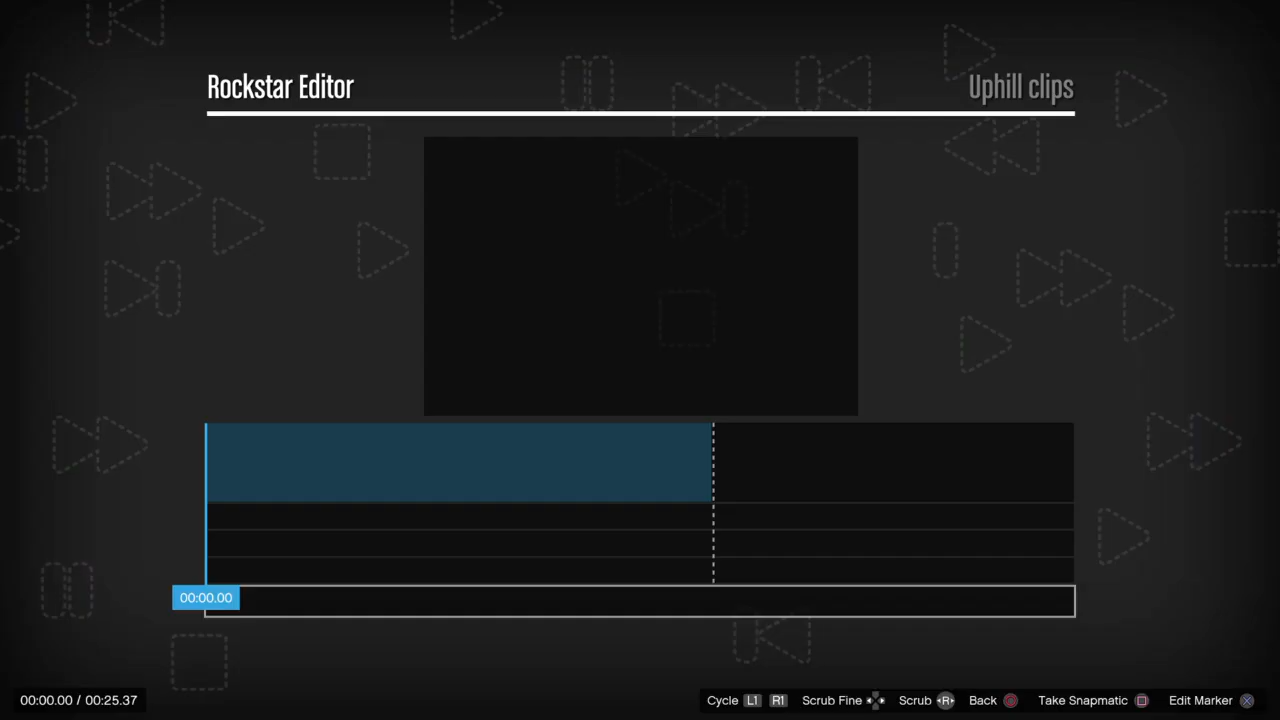 Rockstar Editor
Uphill clips
00:00.00
00:00.00 / 00:25.37
Cycle L1 R1 Scrub Fine Scrub R Back Take Snapmatic Edit Marker